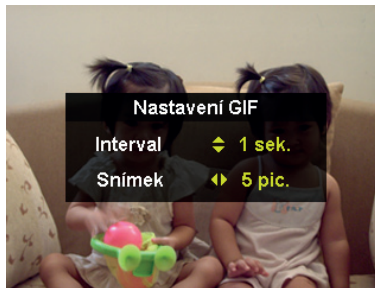 Nastavení GIF
Interval 1 sek.
Snímek 5 pic.